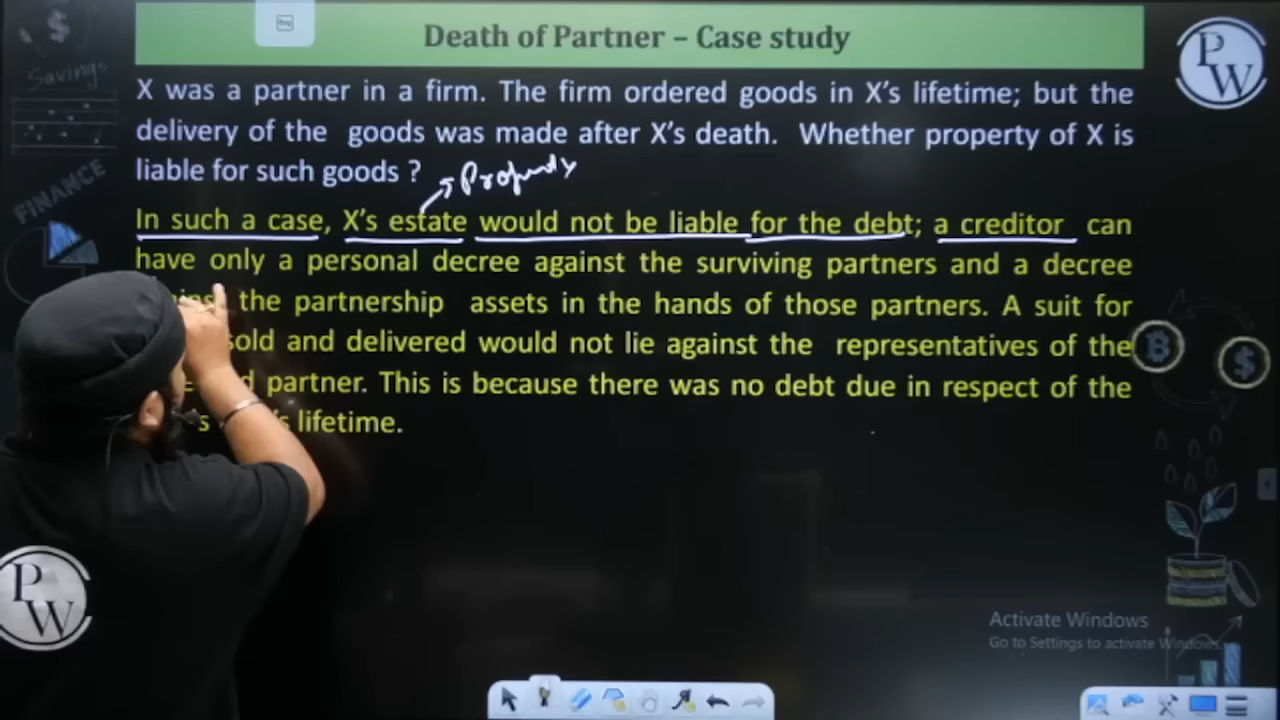 Death of Partner – Case study
PW
Savings
X was a partner in a firm. The firm ordered goods in X's lifetime; but the
delivery of the goods was made after X's death. Whether property of X is
liable for such goods ?
Property
FINANCE
In such a case, X's estate would not be liable for the debt; a creditor can
have only a personal decree against the surviving partners and a decree
the partnership assets in the hands of those partners. A suit for
sold and delivered would not lie against the representatives of the
partner. This is because there was no debt due in respect of the
lifetime.
PW
Activate Windows
Go to Settings to activate Windows.